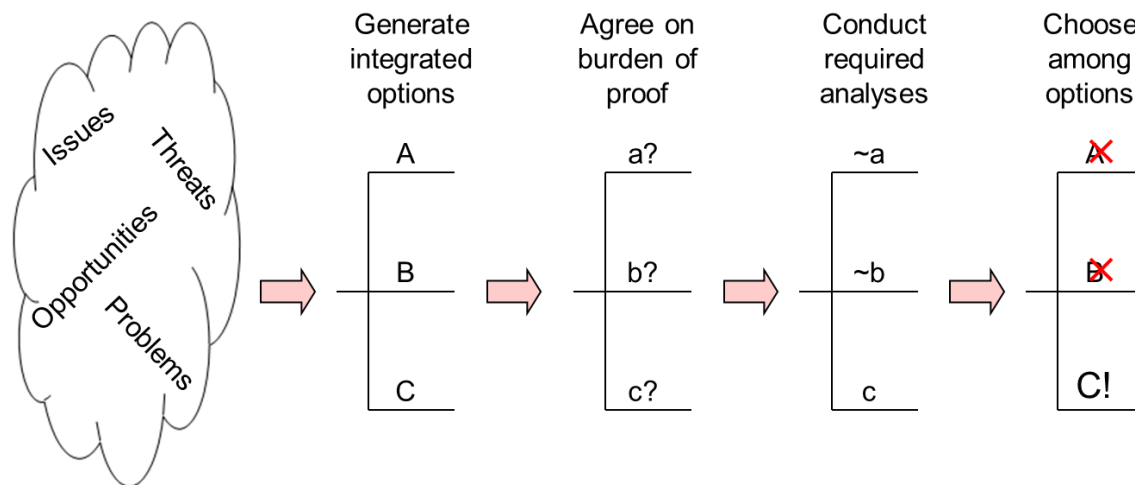 Issues
Threats
Opportunities
Problems
Generate
integrated
options
A
B
C
Agree on
burden of
proof
a?
b?
c?
Conduct
required
analyses
~a
~b
c
Choose
among
options
A
B
C!